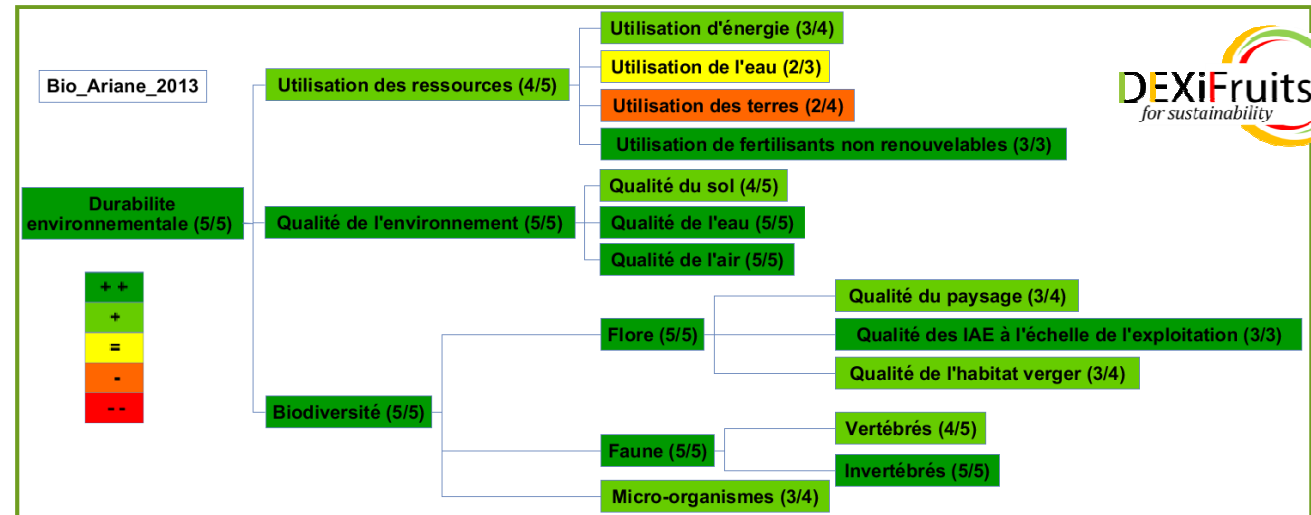 Bio_Ariane_2013
Durabilite
environnementale (5/5)
+ +
+
=
-
- -
Utilisation des ressources (4/5)
Utilisation d'énergie (3/4)
Utilisation de l'eau (2/3)
Utilisation des terres (2/4)
Utilisation de fertilisants non renouvelables (3/3)
Qualité de l'environnement (5/5)
Qualité du sol (4/5)
Qualité de l'eau (5/5)
Qualité de l'air (5/5)
Biodiversité (5/5)
Flore (5/5)
Qualité du paysage (3/4)
Qualité des IAE à l'échelle de l'exploitation (3/3)
Qualité de l'habitat verger (3/4)
Faune (5/5)
Vertébrés (4/5)
Invertébrés (5/5)
Micro-organismes (3/4)
DEXiFruits
for sustainability